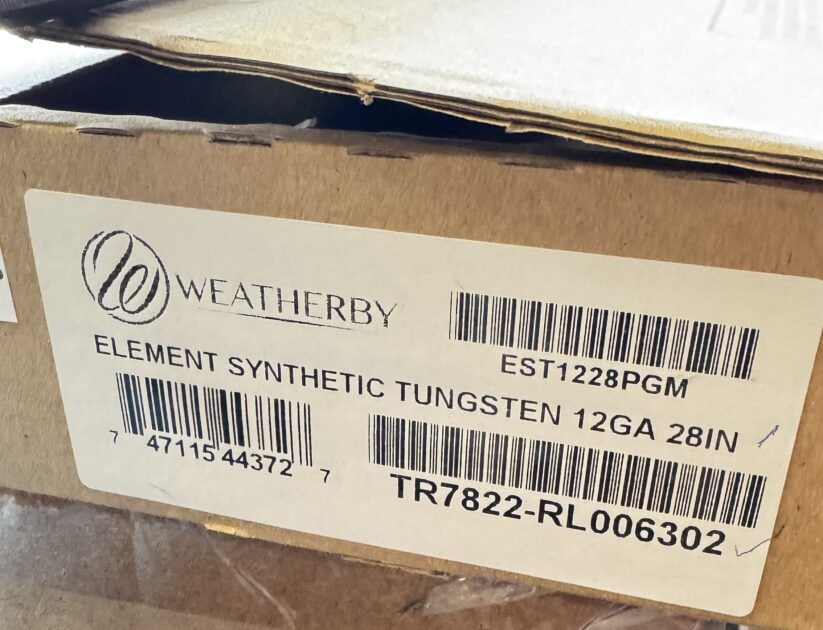 WEATHERBY
EST1228PGM
ELEMENT SYNTHETIC TUNGSTEN 12GA 28IN
7 47115 44372 7
TR7822-RL006302